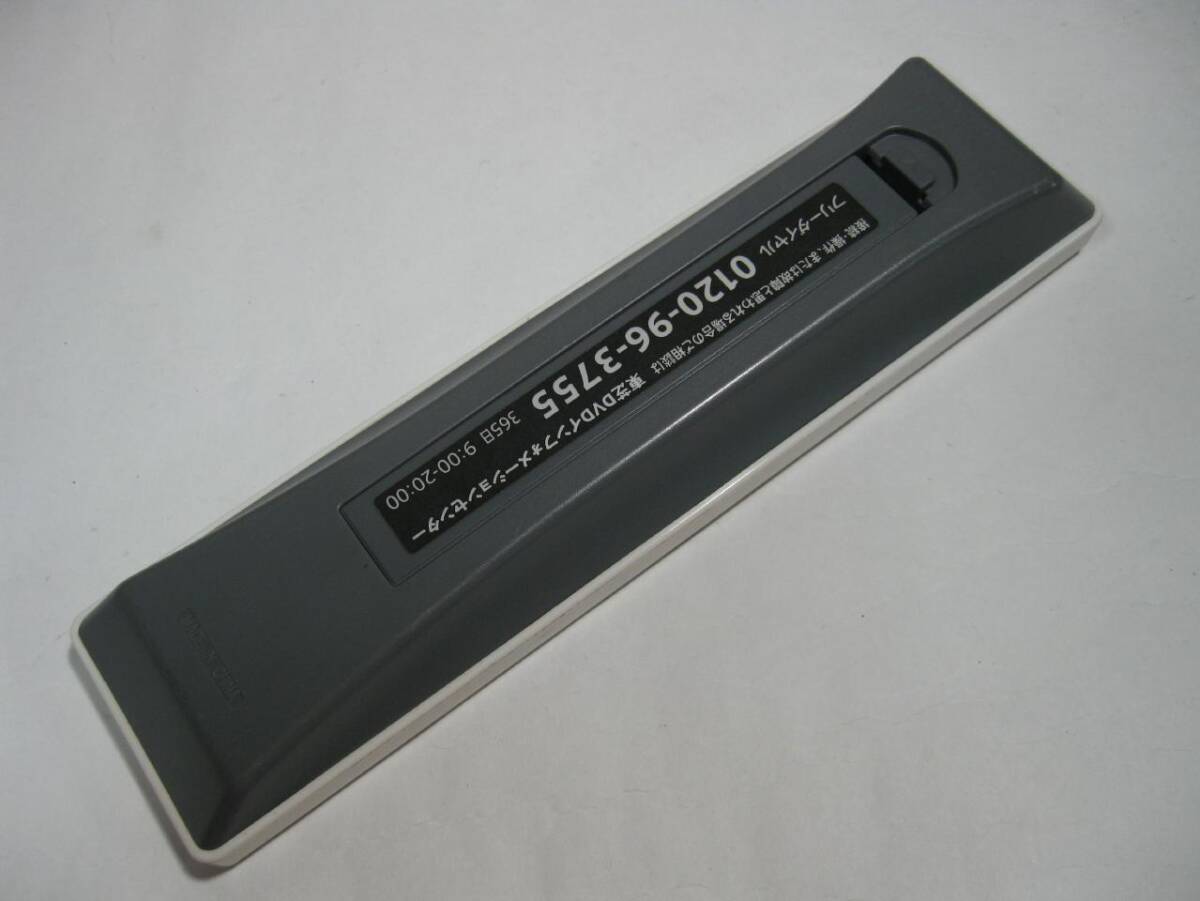 接続・操作、または故障と思われる場合のご相談は 東芝DVDインフォメーションセンター
フリーダイヤル 0120-96-3755 365日 9:00-20:00